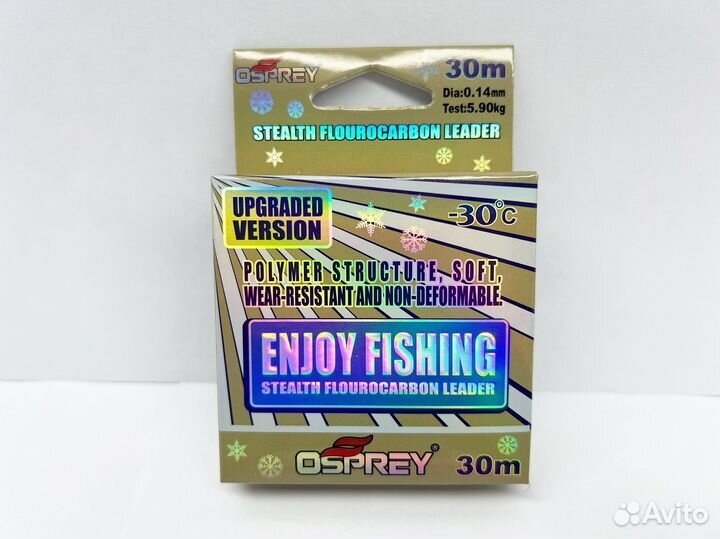 OSPREY
30m
Dia:0.14mm
Test:5.90kg
STEALTH FLOUROCARBON LEADER
UPGRADED
VERSION
-30°C
POLYMER STRUCTURE, SOFT,
WEAR-RESISTANT AND NON-DEFORMABLE.
ENJOY FISHING
STEALTH FLOUROCARBON LEADER
OSPREY®
30m
Avito